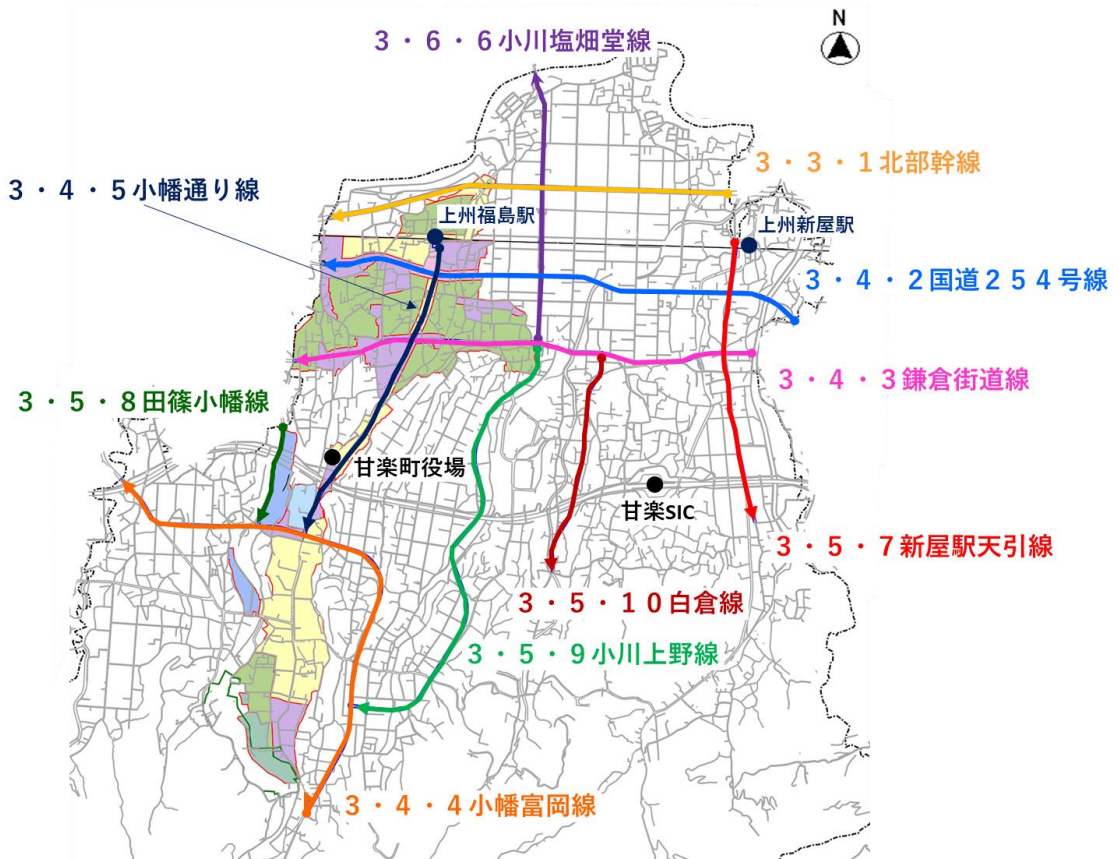 ３・６・６小川塩畑堂線
N
３・３・１北部幹線
３・４・５小幡通り線
上州福島駅
上州新屋駅
３・４・２国道２５４号線
３・４・３鎌倉街道線
３・５・８田篠小幡線
甘楽町役場
甘楽SIC
３・５・７新屋駅天引線
３・５・１０白倉線
３・５・９小川上野線
３・４・４小幡富岡線